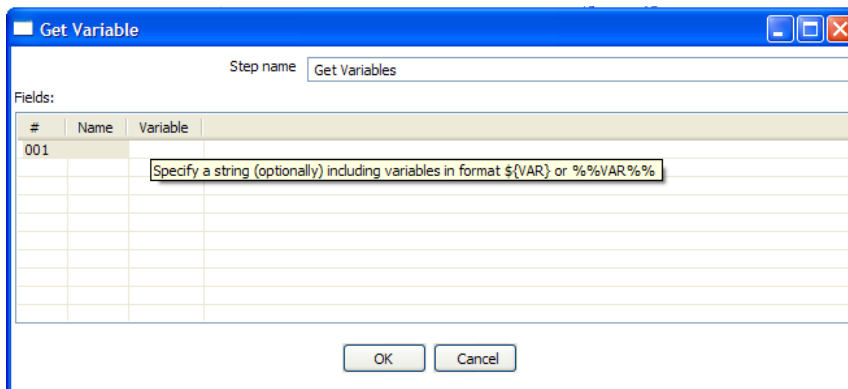 Get Variable
Step name Get Variables
Fields:
# Name Variable
001
Specify a string (optionally) including variables in format ${VAR} or %%VAR%%
OK Cancel